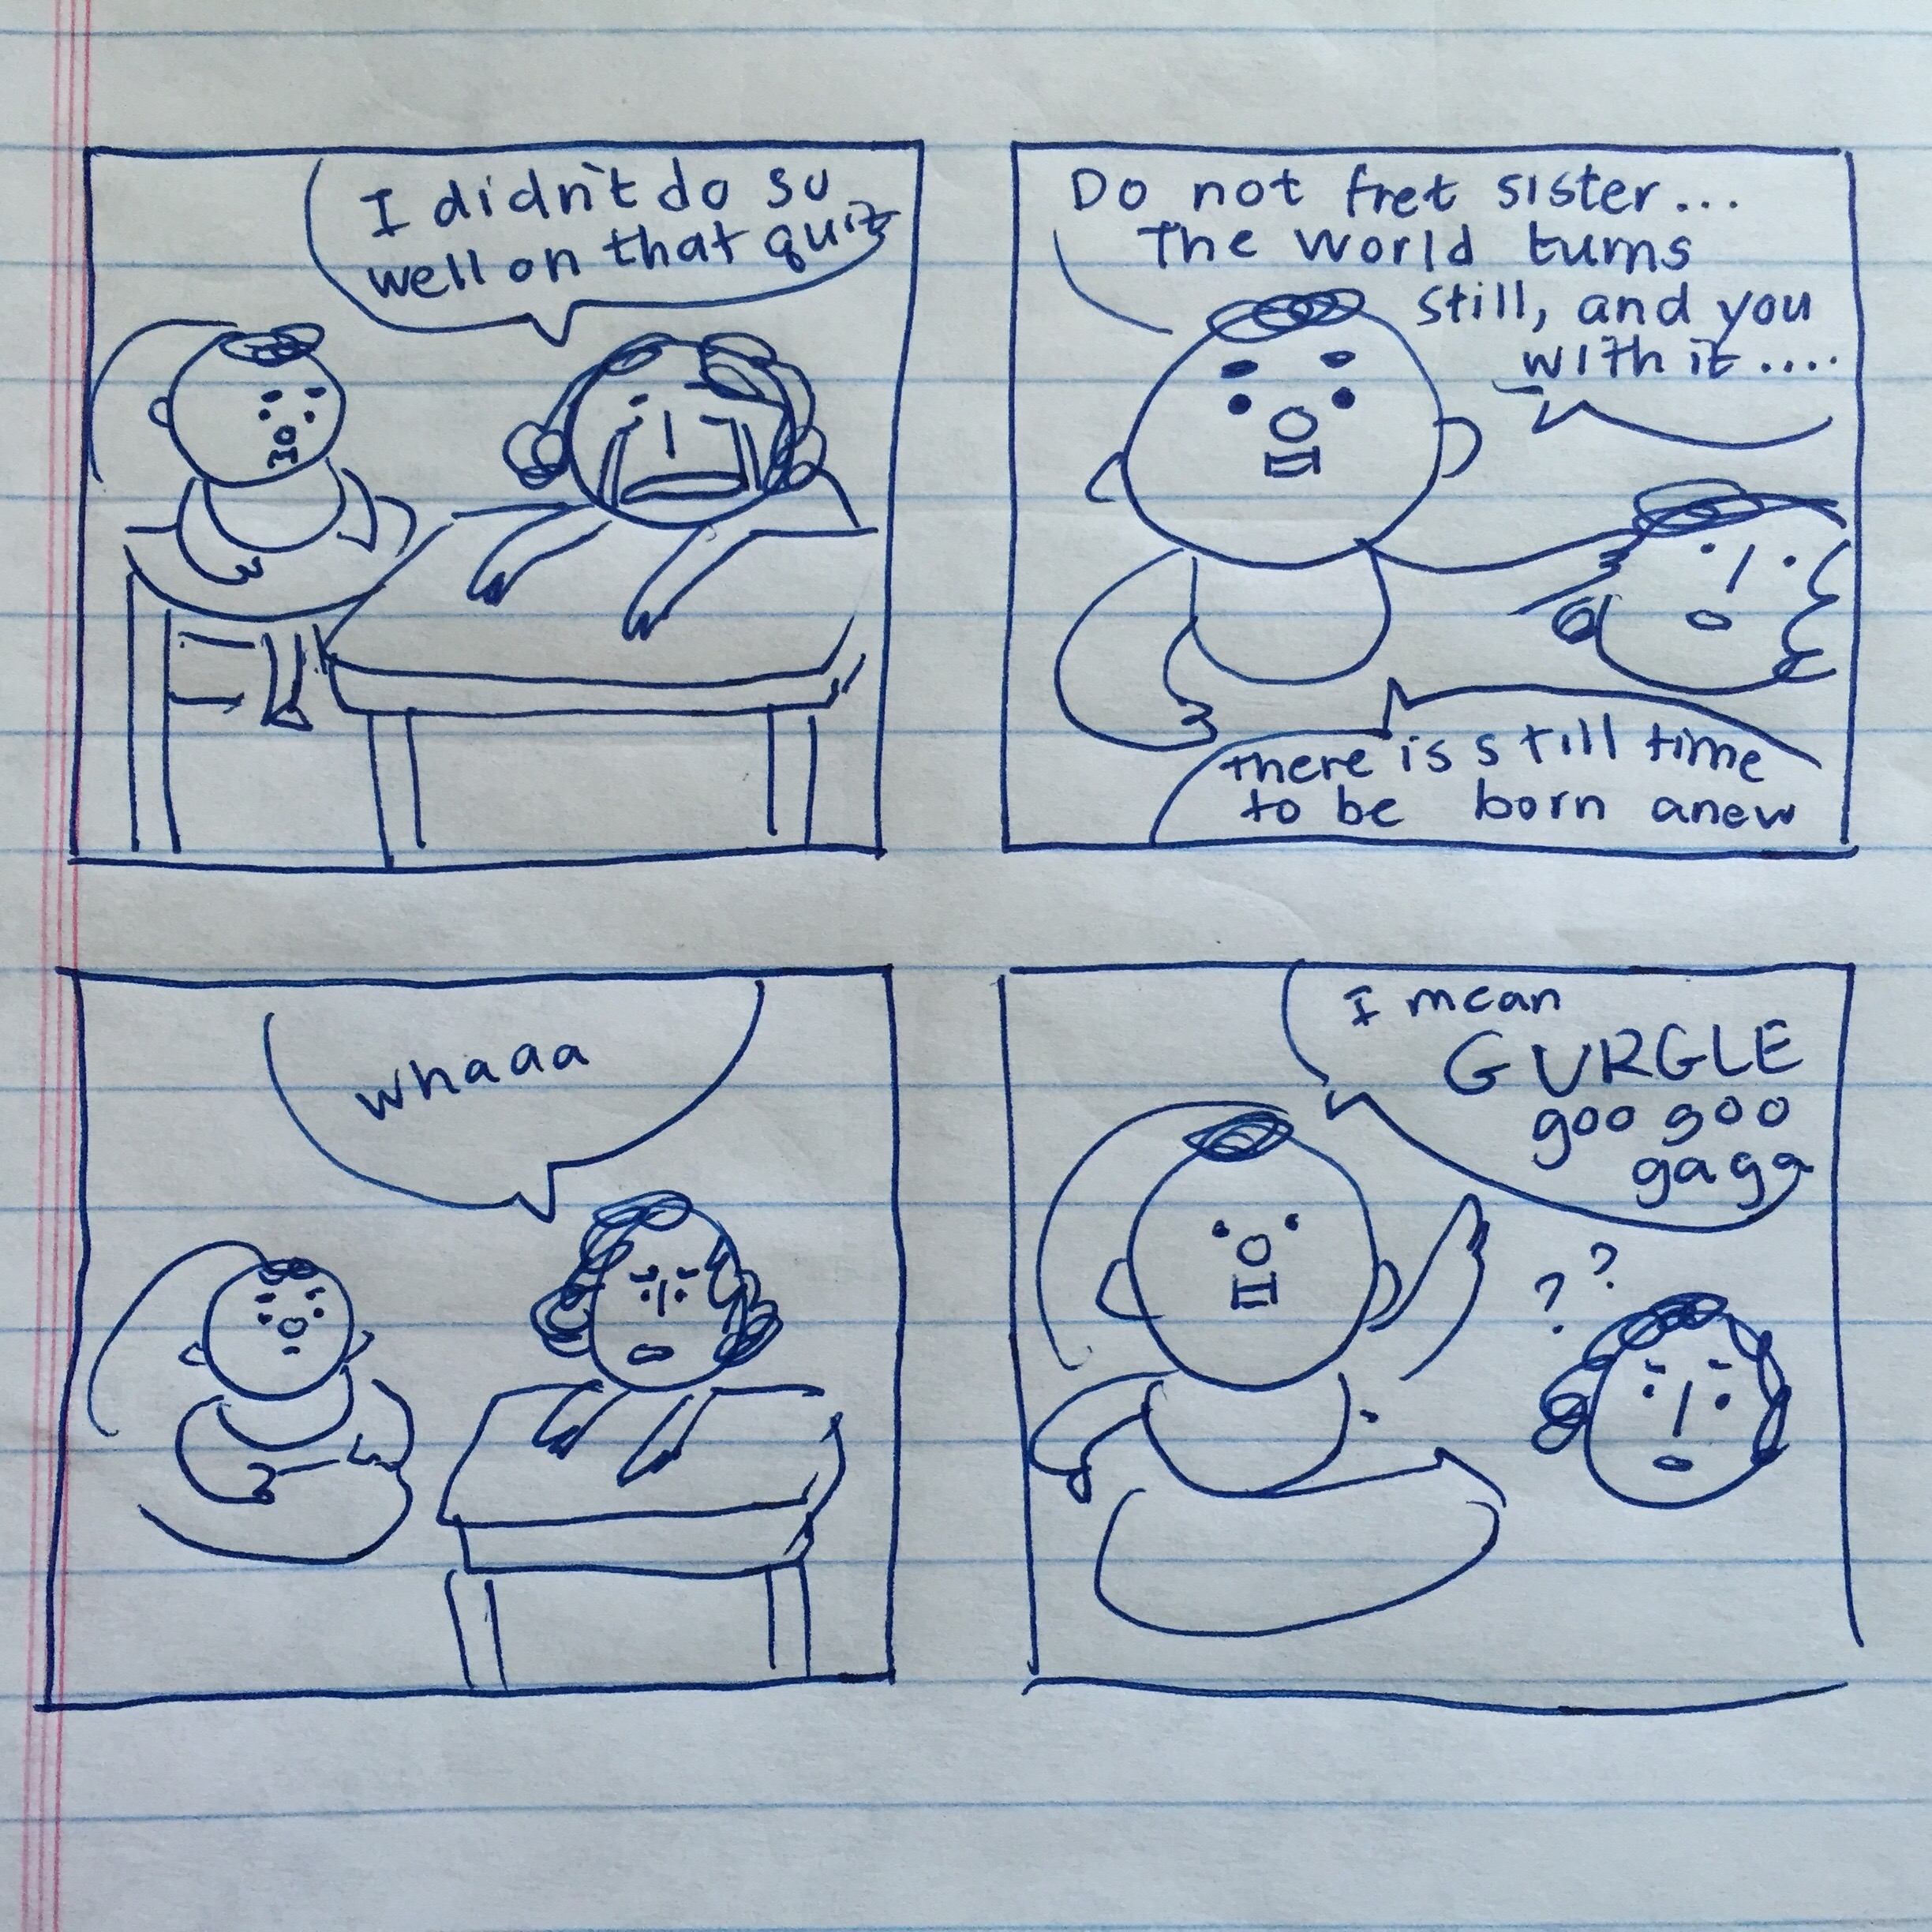 I didn't do so
well on that quiz
Do not fret sister...
The world turns
still, and you
with it....
there is still time
to be born anew
whaaa
I mean
GURGLE
goo goo
gaga
? ?